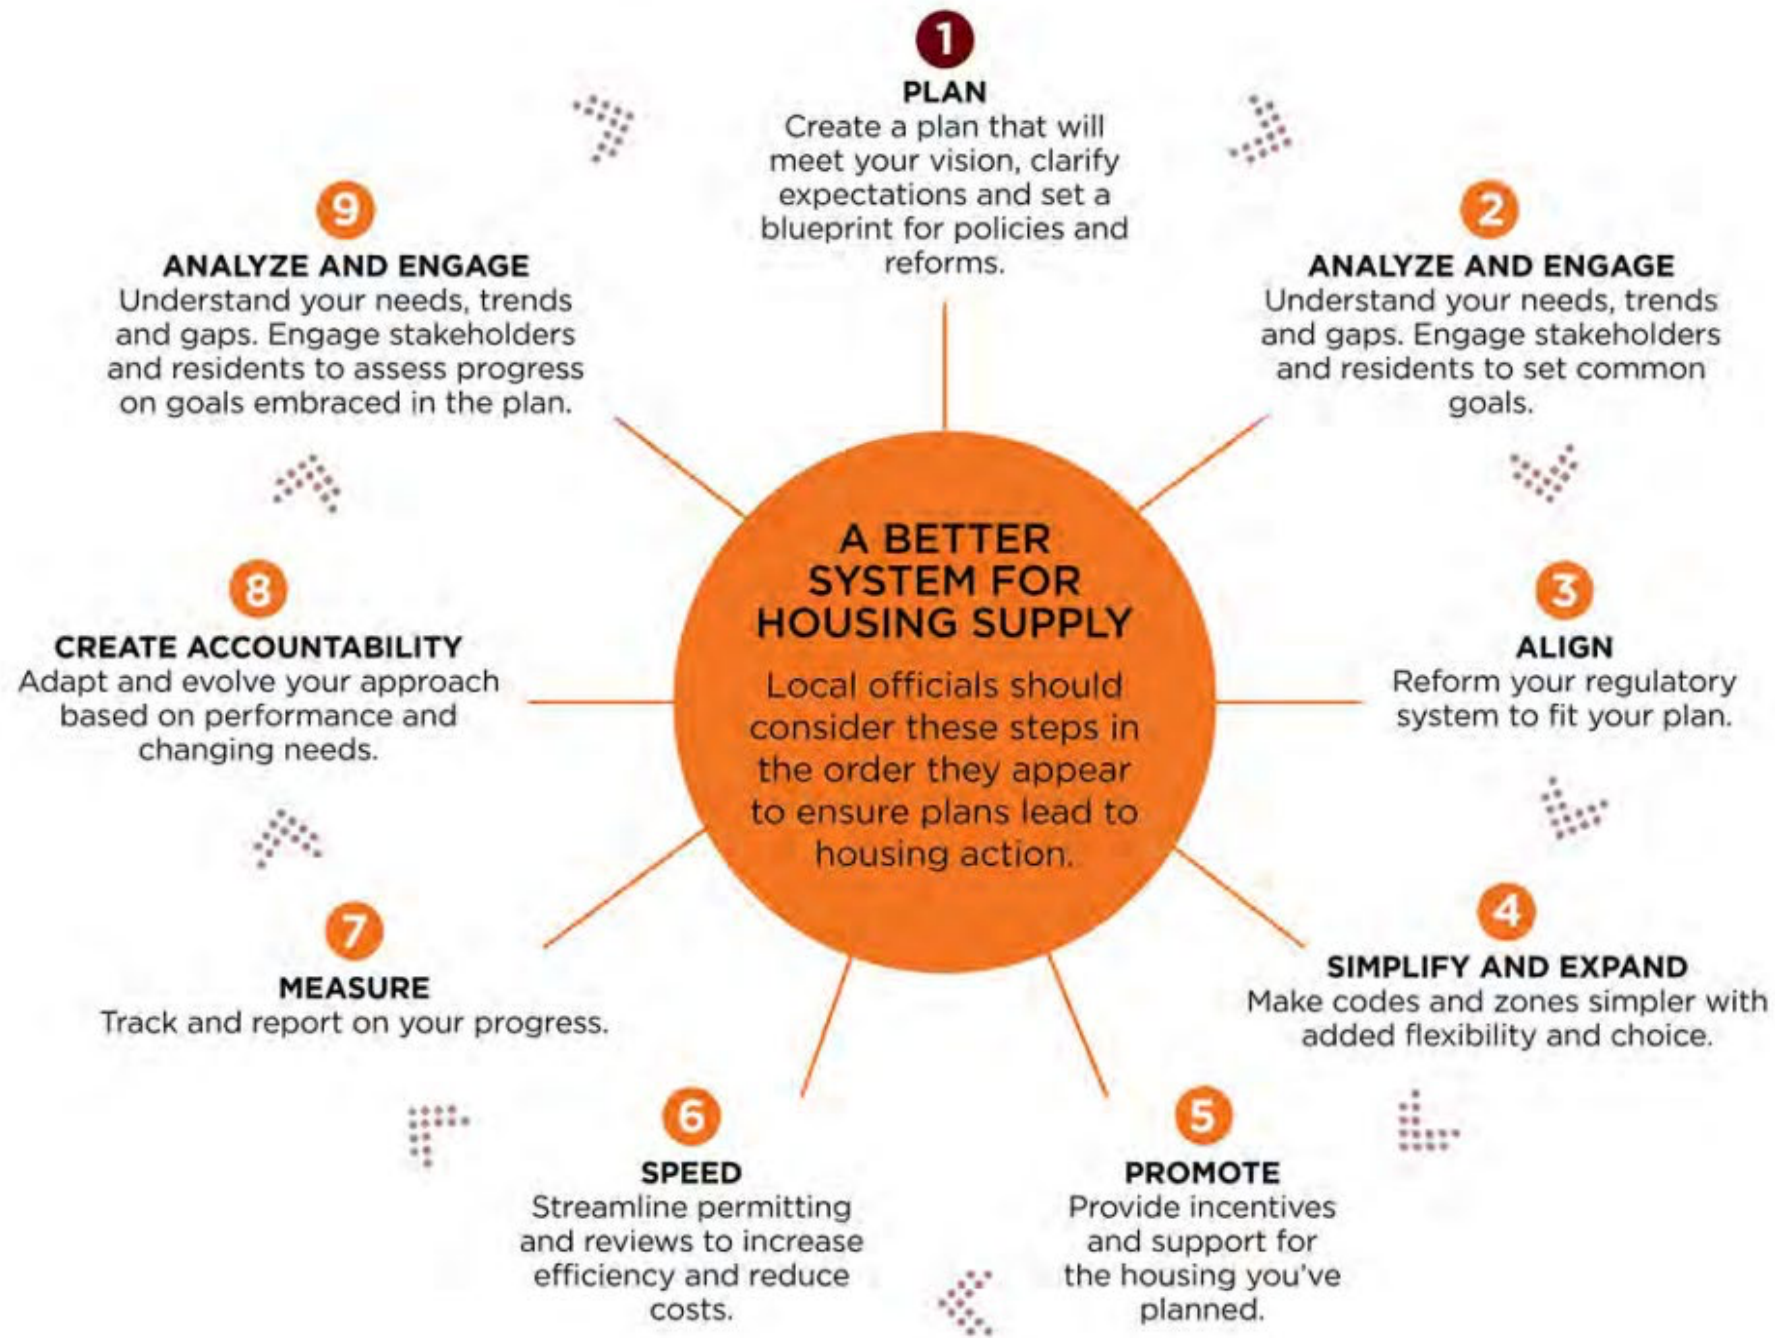 1
PLAN
Create a plan that will
meet your vision, clarify
expectations and set a
blueprint for policies and
reforms.
2
ANALYZE AND ENGAGE
Understand your needs, trends
and gaps. Engage stakeholders
and residents to set common
goals.
3
ALIGN
Reform your regulatory
system to fit your plan.
4
SIMPLIFY AND EXPAND
Make codes and zones simpler with
added flexibility and choice.
5
PROMOTE
Provide incentives
and support for
the housing you've
planned.
6
SPEED
Streamline permitting
and reviews to increase
efficiency and reduce
costs.
7
MEASURE
Track and report on your progress.
8
CREATE ACCOUNTABILITY
Adapt and evolve your approach
based on performance and
changing needs.
9
ANALYZE AND ENGAGE
Understand your needs, trends
and gaps. Engage stakeholders
and residents to assess progress
on goals embraced in the plan.
A BETTER
SYSTEM FOR
HOUSING SUPPLY
Local officials should
consider these steps in
the order they appear
to ensure plans lead to
housing action.